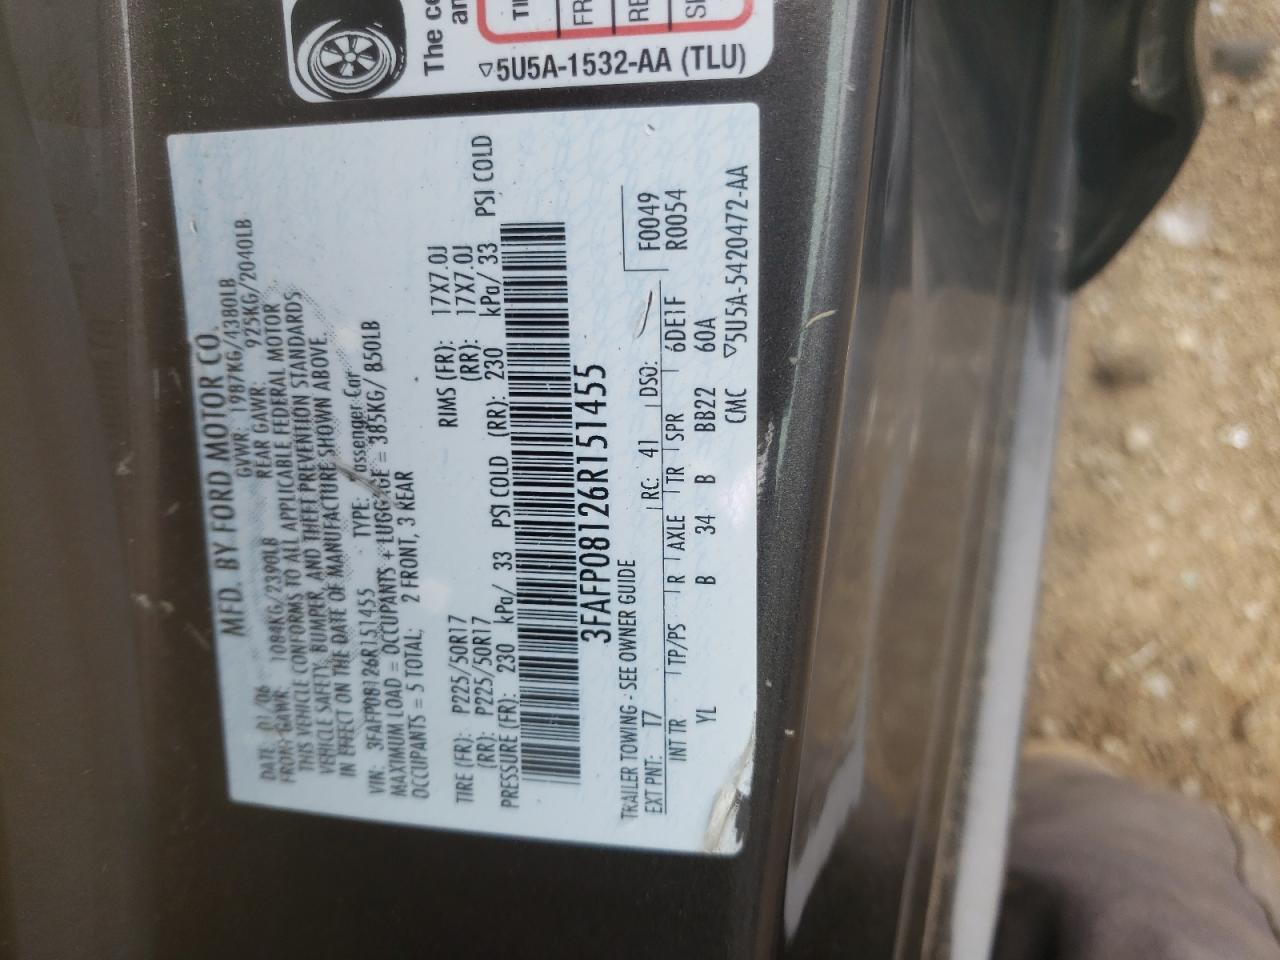 The
TI
FR
RE
5U5A-1532-AA (TLU)
MFD. BY FORD MOTOR CO.
DATE: 01/06 GVWR: 1987KG/4380LB
FRONT GAWR: 1084KG/2390LB REAR GAWR: 925KG/2040LB
THIS VEHICLE CONFORMS TO ALL APPLICABLE FEDERAL MOTOR
VEHICLE SAFETY, BUMPER, AND THEFT PREVENTION STANDARDS
IN EFFECT ON THE DATE OF MANUFACTURE SHOWN ABOVE.
VIN: 3FAFP08126R151455 TYPE: Passenger Car
MAXIMUM LOAD = OCCUPANTS + LUGGAGE = 385KG/ 850LB
OCCUPANTS = 5 TOTAL; 2 FRONT, 3 REAR
TIRE (FR): P225/50R17 RIMS (FR): 17X7.0J
(RR): P225/50R17 (RR): 17X7.0J
PRESSURE (FR): 230 kPa/ 33 PSI COLD (RR): 230 kPa/ 33 PSI COLD
3FAFP08126R151455
TRAILER TOWING - SEE OWNER GUIDE
EXT PNT: T7 RC: 41 DSO: F0049
INT TR TP/PS R AXLE TR SPR 6DE1F R0054
YL B 34 B BB22 60A
CMC 5U5A-5420472-AA